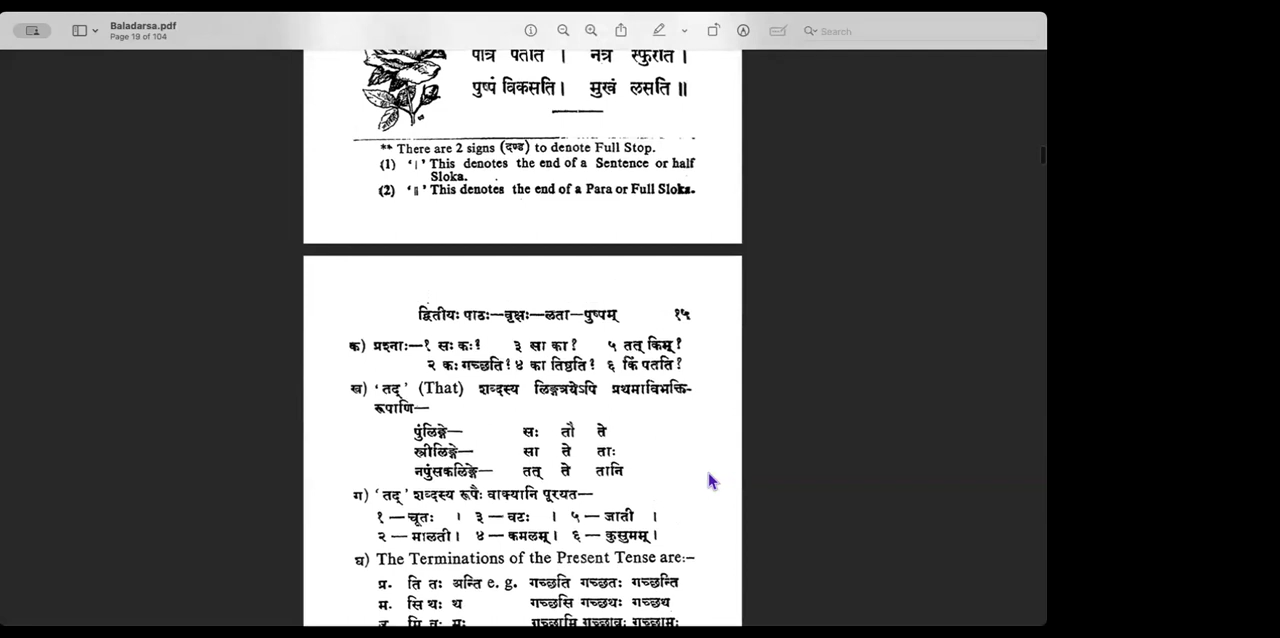 Baladarsa.pdf
Page 19 of 104
Search
पात्रं पतति । नेत्रं स्फुरति ।
पुष्पं विकसति। मुखं लसति ॥
** There are 2 signs (दण्ड) to denote Full Stop.
(1) '।' This denotes the end of a Sentence or half
Sloka.
(2) '॥' This denotes the end of a Para or Full Sloka.
द्वितीयः पाठः—वृक्षः—लता—पुष्पम् १५
क) प्रश्नाः—१ सः कः? ३ सा का? ५ तत् किम्?
२ कः गच्छति? ४ का तिष्ठति? ६ किं पतति?
ख) 'तद्' (That) शब्दस्य लिङ्गत्रयेऽपि प्रथमाविभक्ति-
रूपाणि—
पुंलिङ्गे— सः तौ ते
स्त्रीलिङ्गे— सा ते ताः
नपुंसकलिङ्गे— तत् ते तानि
ग) 'तद्' शब्दस्य रूपैः वाक्यानि पूरयत—
१ —चूतः । ३ —वटः । ५ —जाती ।
२ —मालती। ४ —कमलम्। ६ —कुसुमम्।
घ) The Terminations of the Present Tense are:-
प्र. ति तः अन्ति e. g. गच्छति गच्छतः गच्छन्ति
म. सि थः थ गच्छसि गच्छथः गच्छथ
उ. मि वः मः गच्छामि गच्छावः गच्छामः